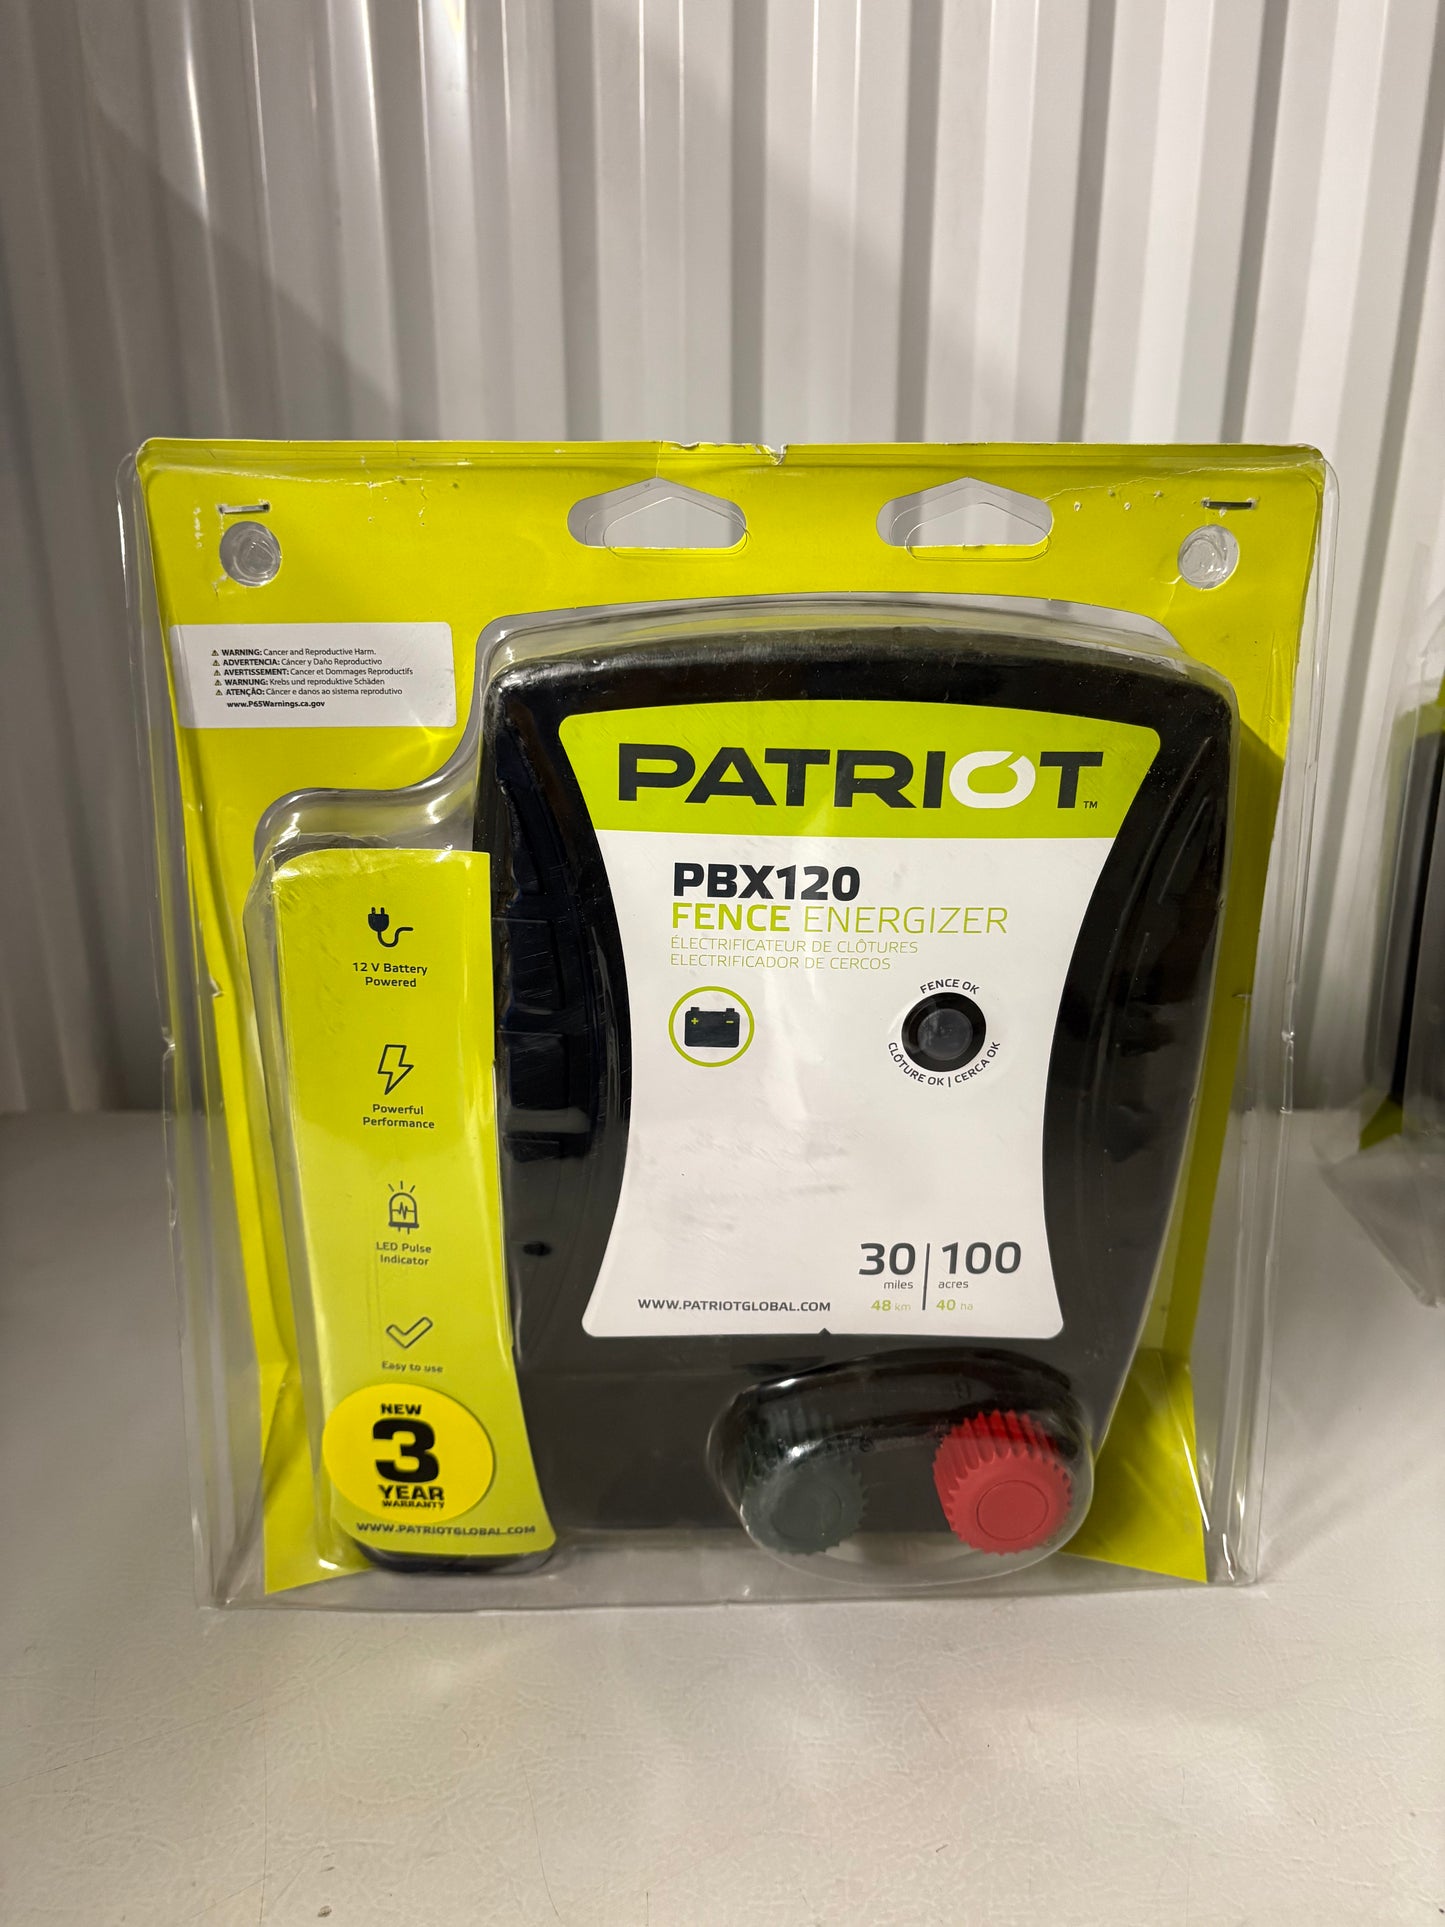 ⚠ WARNING: Cancer and Reproductive Harm.
⚠ ADVERTENCIA: Cáncer y Daño Reproductivo
⚠ AVERTISSEMENT: Cancer et Dommages Reproductifs
⚠ WARNUNG: Krebs und reproduktive Schäden
⚠ ATENÇÃO: Câncer e danos ao sistema reprodutivo
www.P65Warnings.ca.gov
PATRIOT™
PBX120
FENCE ENERGIZER
ÉLECTRIFICATEUR DE CLÔTURES
ELECTRIFICADOR DE CERCOS
FENCE OK
CLÔTURE OK | CERCA OK
12 V Battery
Powered
Powerful
Performance
LED Pulse
Indicator
Easy to use
30 | 100
miles acres
48 km 40 ha
WWW.PATRIOTGLOBAL.COM
NEW
3
YEAR
WARRANTY
WWW.PATRIOTGLOBAL.COM